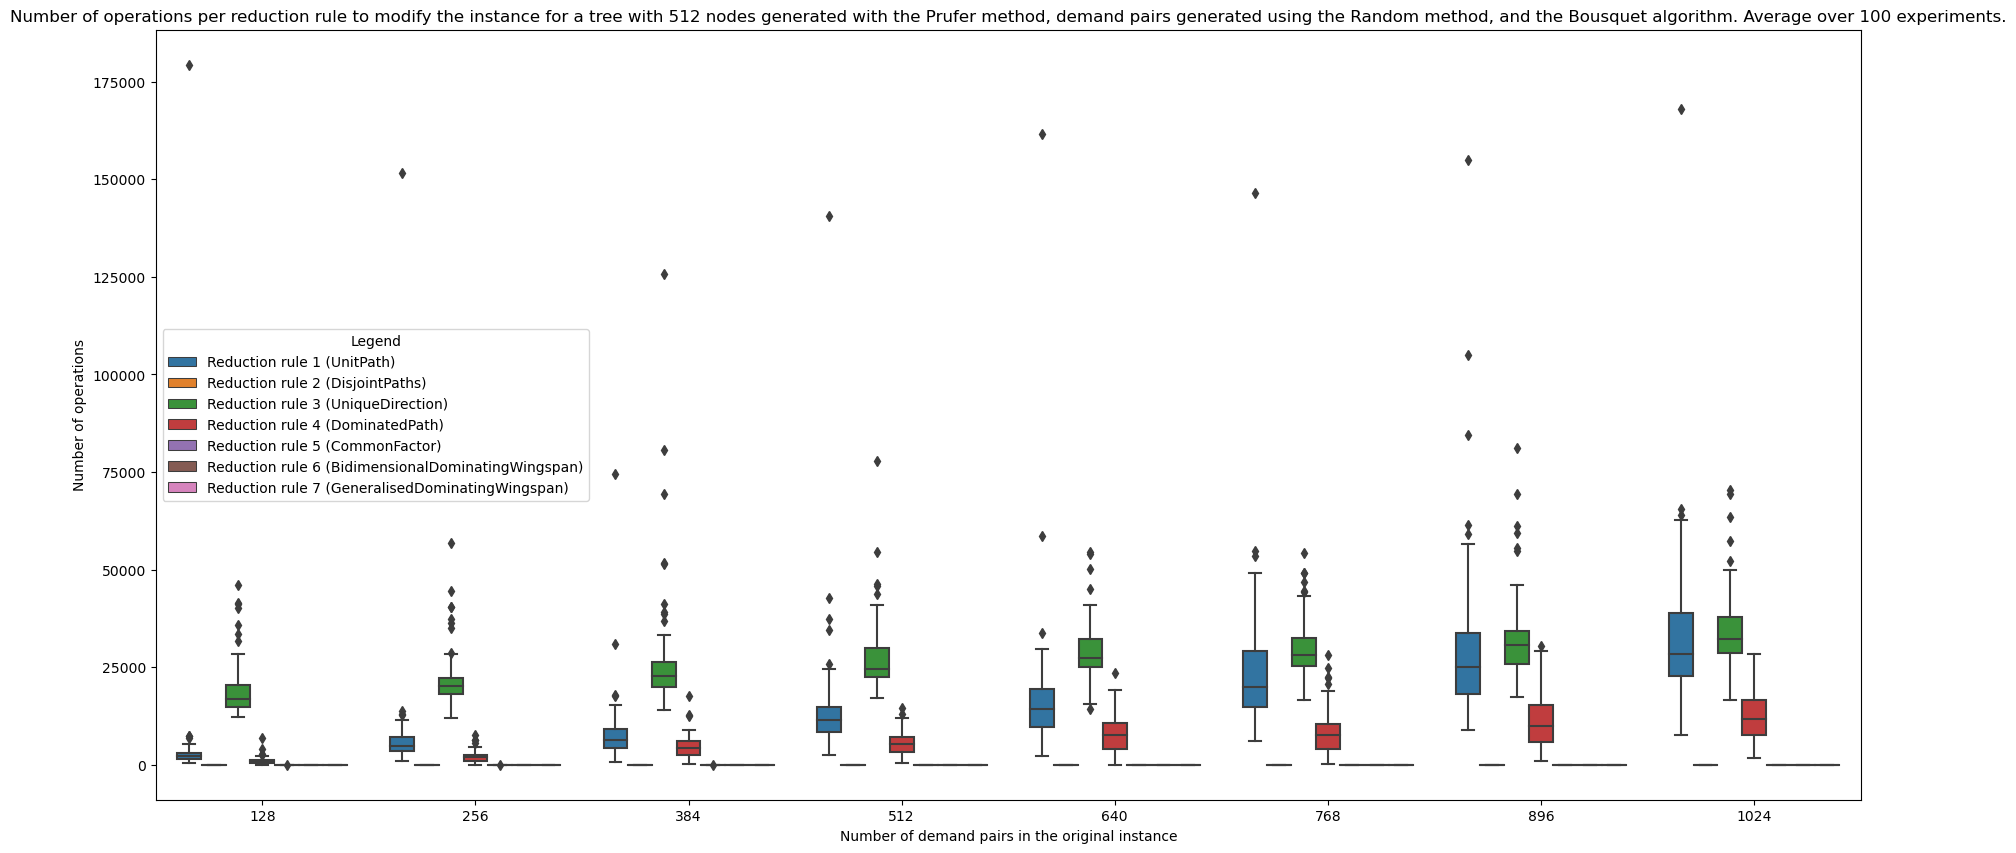 Number of operations per reduction rule to modify the instance for a tree with 512 nodes generated with the Prufer method, demand pairs generated using the Random method, and the Bousquet algorithm. Average over 100 experiments.
175000
150000
125000
100000
75000
50000
25000
0
Number of operations
Legend
Reduction rule 1 (UnitPath)
Reduction rule 2 (DisjointPaths)
Reduction rule 3 (UniqueDirection)
Reduction rule 4 (DominatedPath)
Reduction rule 5 (CommonFactor)
Reduction rule 6 (BidimensionalDominatingWingspan)
Reduction rule 7 (GeneralisedDominatingWingspan)
128 256 384 512 640 768 896 1024
Number of demand pairs in the original instance